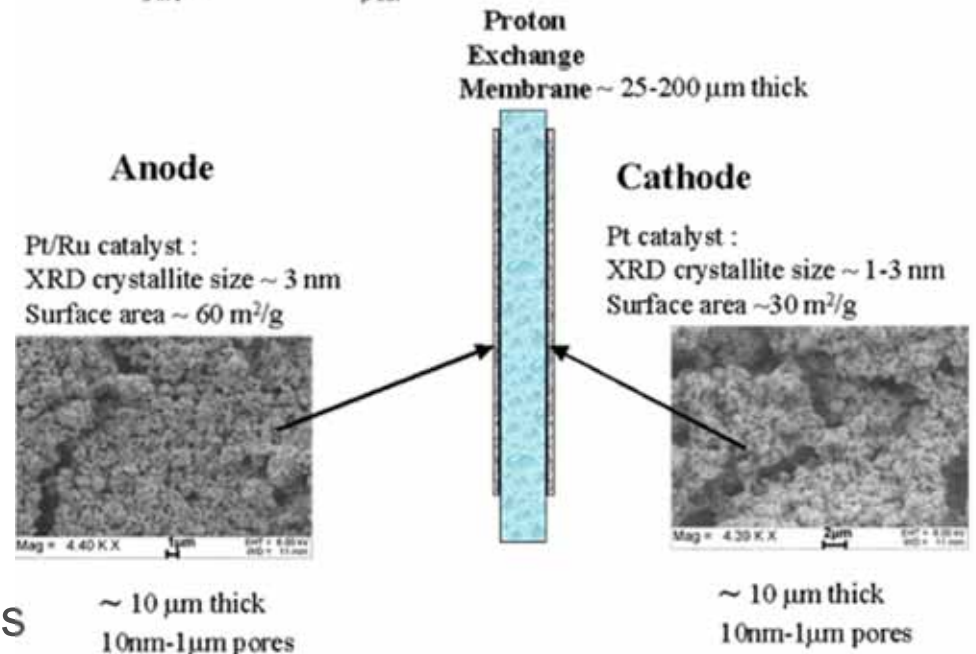 Proton
Exchange
Membrane ~ 25-200 μm thick
Anode
Pt/Ru catalyst :
XRD crystallite size ~ 3 nm
Surface area ~ 60 m²/g
Cathode
Pt catalyst :
XRD crystallite size ~ 1-3 nm
Surface area ~30 m²/g
Mag = 4.40 K X 1μm
Mag = 4.39 K X 2μm
~ 10 μm thick
10nm-1μm pores
~ 10 μm thick
10nm-1μm pores
s